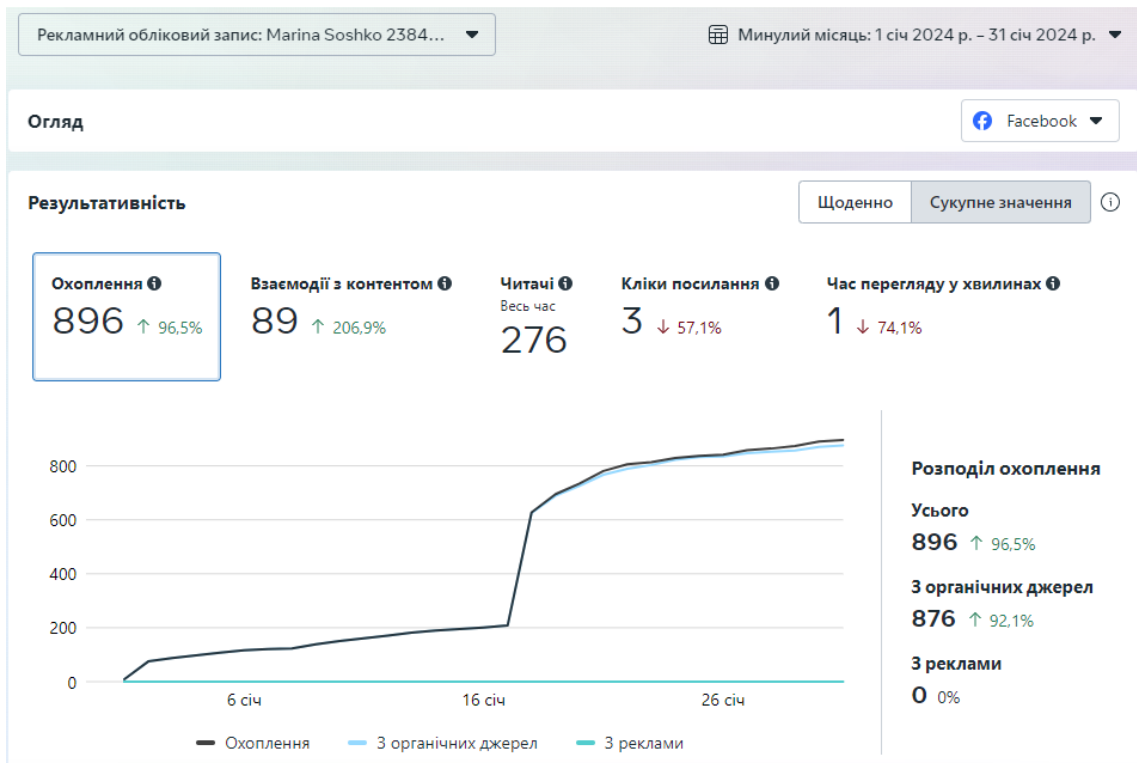 Рекламний обліковий запис: Marina Soshko 2384...
Минулий місяць: 1 січ 2024 р. – 31 січ 2024 р.
Огляд
Facebook
Результативність
Щоденно
Сукупне значення
Охоплення
896 ↑ 96,5%
Взаємодії з контентом
89 ↑ 206,9%
Читачі
Весь час
276
Кліки посилання
3 ↓ 57,1%
Час перегляду у хвилинах
1 ↓ 74,1%
800
600
400
200
0
6 січ
16 січ
26 січ
Охоплення
З органічних джерел
З реклами
Розподіл охоплення
Усього
896 ↑ 96,5%
З органічних джерел
876 ↑ 92,1%
З реклами
0 0%